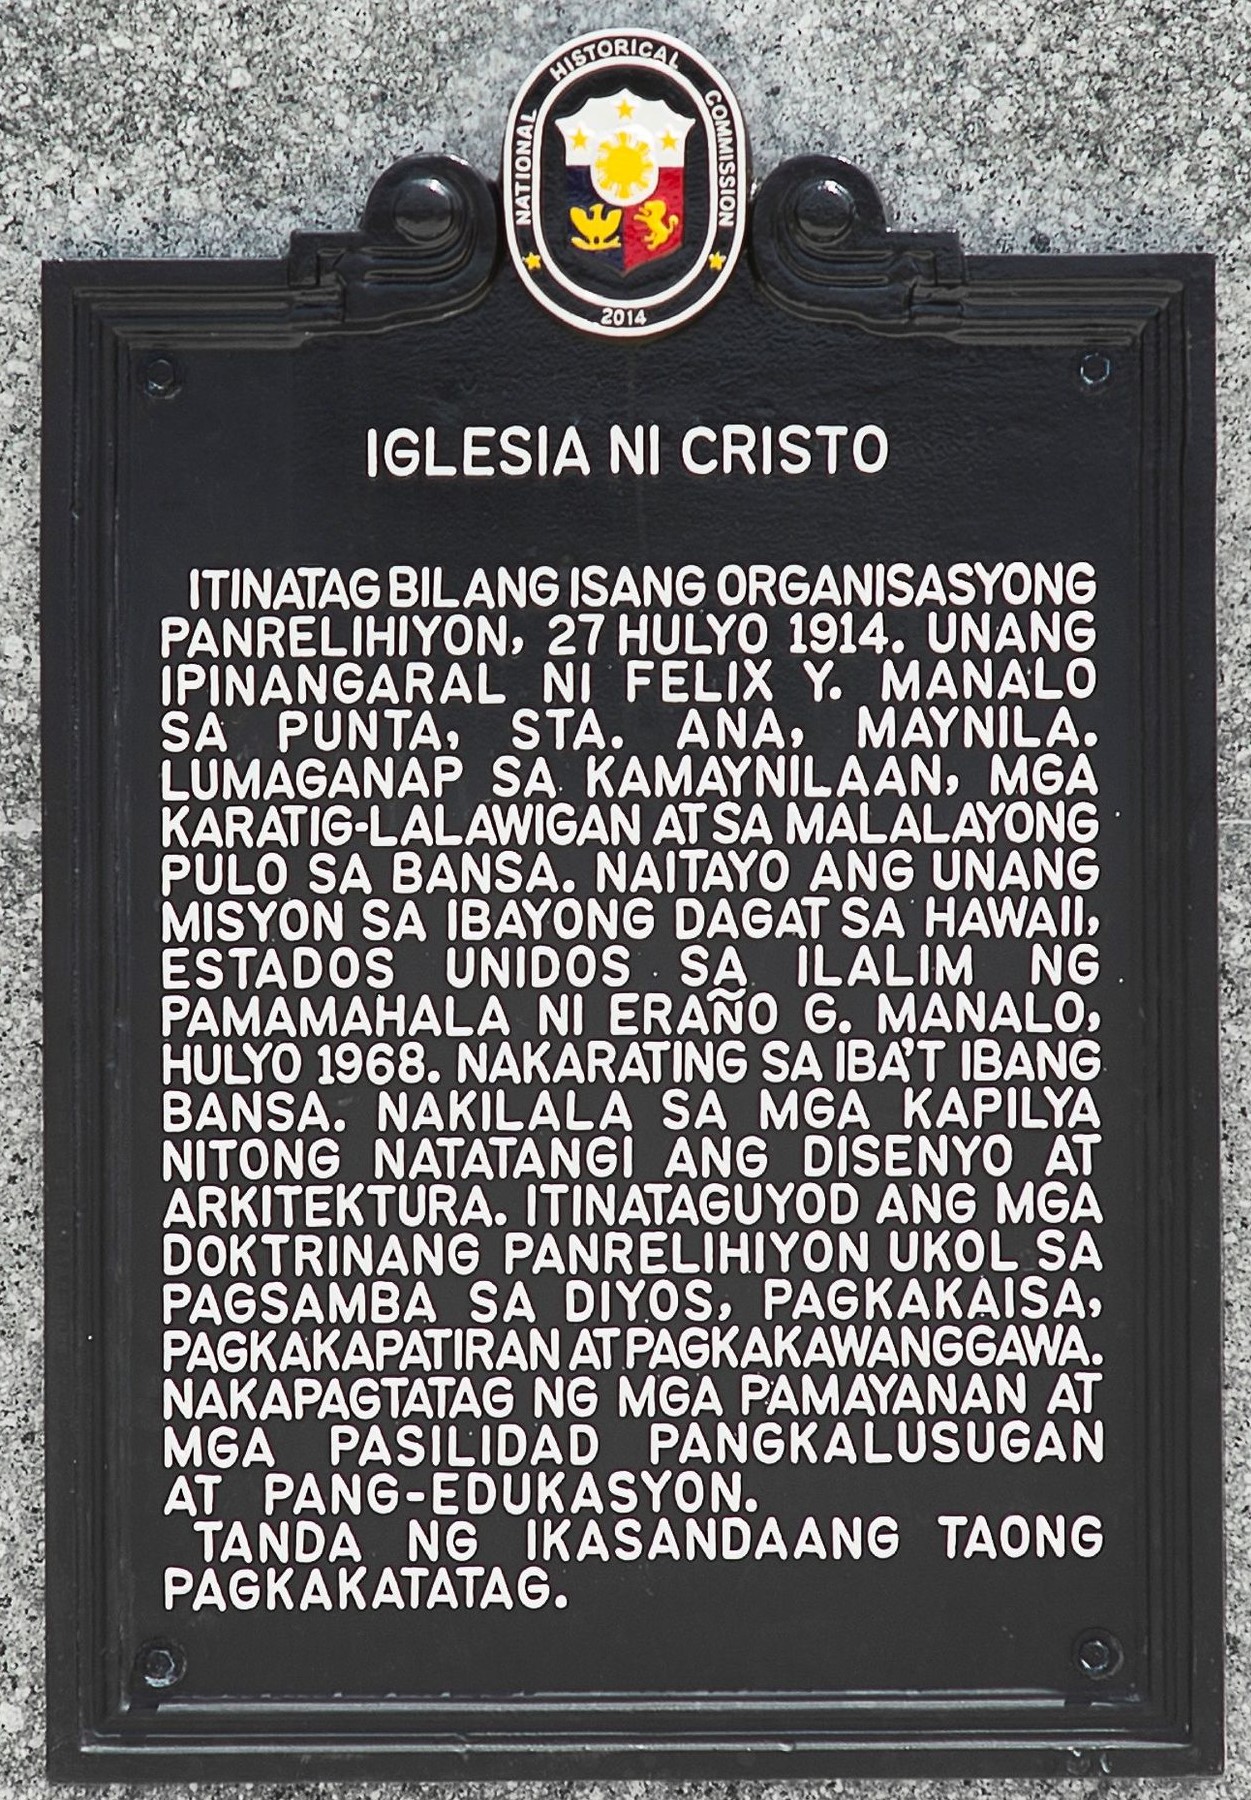 NATIONAL HISTORICAL COMMISSION
2014
IGLESIA NI CRISTO
ITINATAG BILANG ISANG ORGANISASYONG
PANRELIHIYON, 27 HULYO 1914. UNANG
IPINANGARAL NI FELIX Y. MANALO
SA PUNTA, STA. ANA, MAYNILA.
LUMAGANAP SA KAMAYNILAAN, MGA
KARATIG-LALAWIGAN AT SA MALALAYONG
PULO SA BANSA. NAITAYO ANG UNANG
MISYON SA IBAYONG DAGAT SA HAWAII,
ESTADOS UNIDOS SA ILALIM NG
PAMAMAHALA NI ERAÑO G. MANALO,
HULYO 1968. NAKARATING SA IBA'T IBANG
BANSA. NAKILALA SA MGA KAPILYA
NITONG NATATANGI ANG DISENYO AT
ARKITEKTURA. ITINATAGUYOD ANG MGA
DOKTRINANG PANRELIHIYON UKOL SA
PAGSAMBA SA DIYOS, PAGKAKAISA,
PAGKAKAPATIRAN AT PAGKAKAWANGGAWA.
NAKAPAGTATAG NG MGA PAMAYANAN AT
MGA PASILIDAD PANGKALUSUGAN
AT PANG-EDUKASYON.
TANDA NG IKASANDAANG TAONG
PAGKAKATATAG.